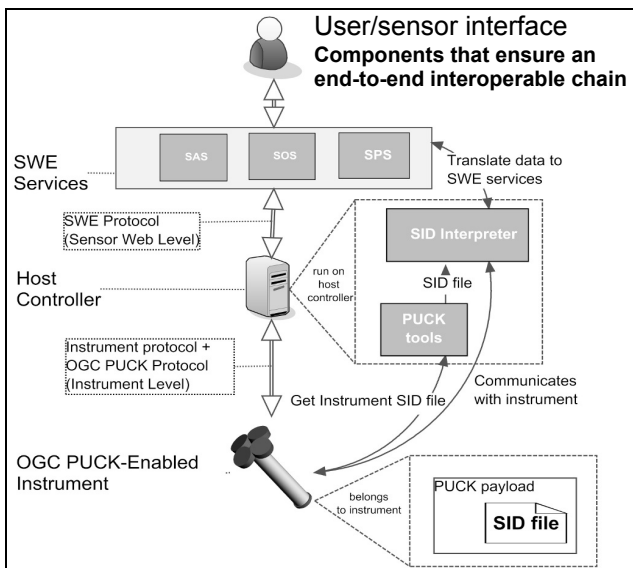 User/sensor interface
Components that ensure an
end-to-end interoperable chain
SWE
Services
SAS
SOS
SPS
Translate data to
SWE services
SWE Protocol
(Sensor Web Level)
SID Interpreter
Host
Controller
run on
host
controller
SID file
PUCK
tools
Instrument protocol +
OGC PUCK Protocol
(Instrument Level)
Get Instrument SID file
Communicates
with instrument
OGC PUCK-Enabled
Instrument
belongs
to instrument
PUCK payload
SID file